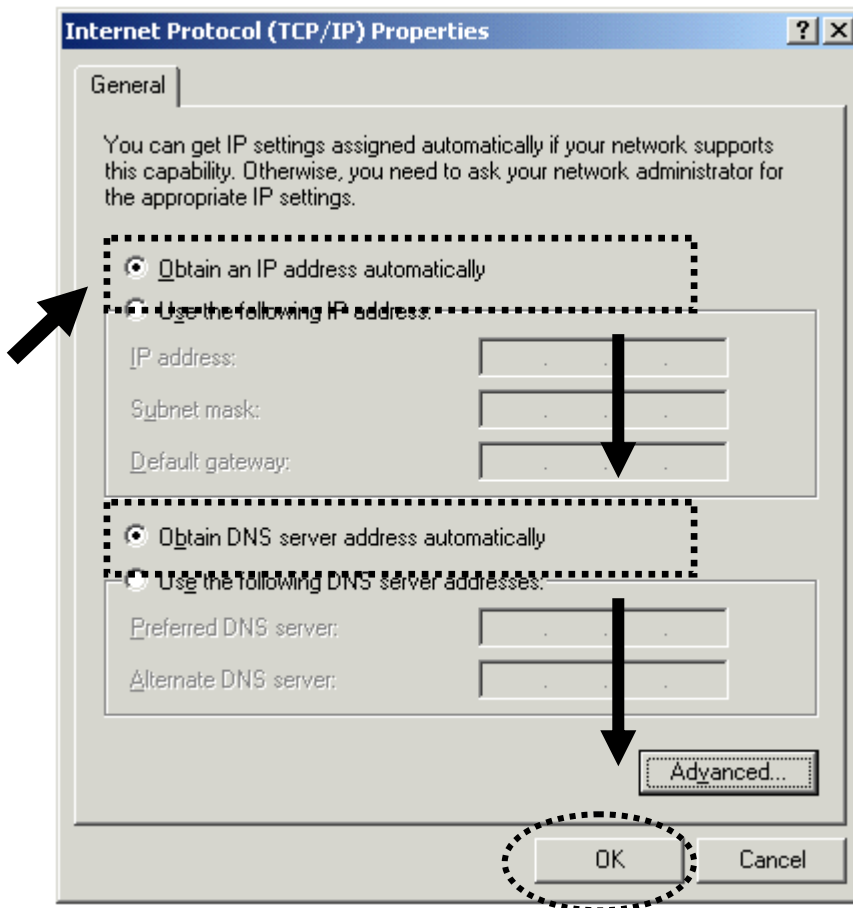 Internet Protocol (TCP/IP) Properties
General
You can get IP settings assigned automatically if your network supports
this capability. Otherwise, you need to ask your network administrator for
the appropriate IP settings.
Obtain an IP address automatically
Use the following IP address:
IP address:
Subnet mask:
Default gateway:
Obtain DNS server address automatically
Use the following DNS server addresses:
Preferred DNS server:
Alternate DNS server:
Advanced...
OK Cancel